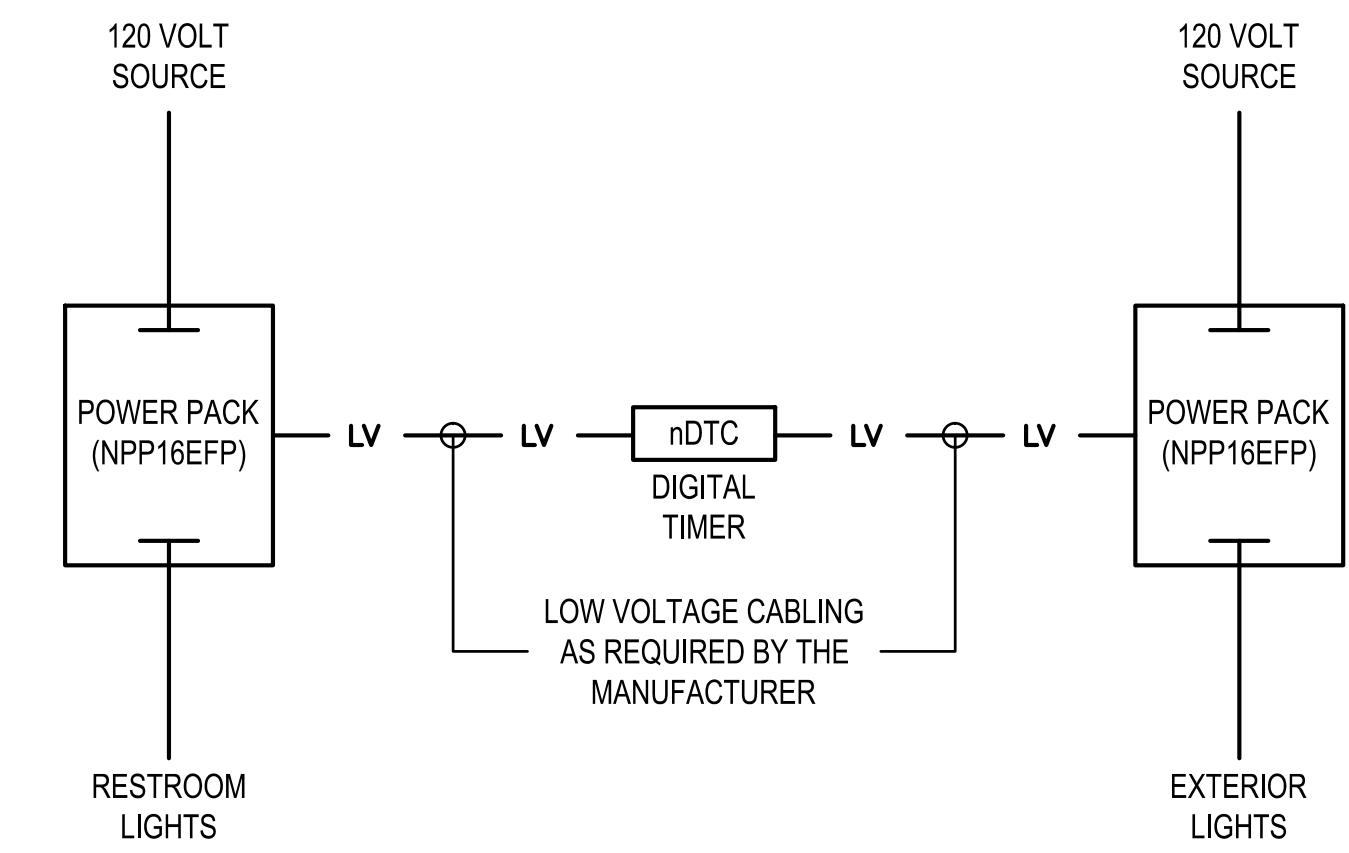 120 VOLT
SOURCE
120 VOLT
SOURCE
POWER PACK
(NPP16EFP)
LV
LV
nDTC
LV
LV
POWER PACK
(NPP16EFP)
DIGITAL
TIMER
LOW VOLTAGE CABLING
AS REQUIRED BY THE
MANUFACTURER
RESTROOM
LIGHTS
EXTERIOR
LIGHTS